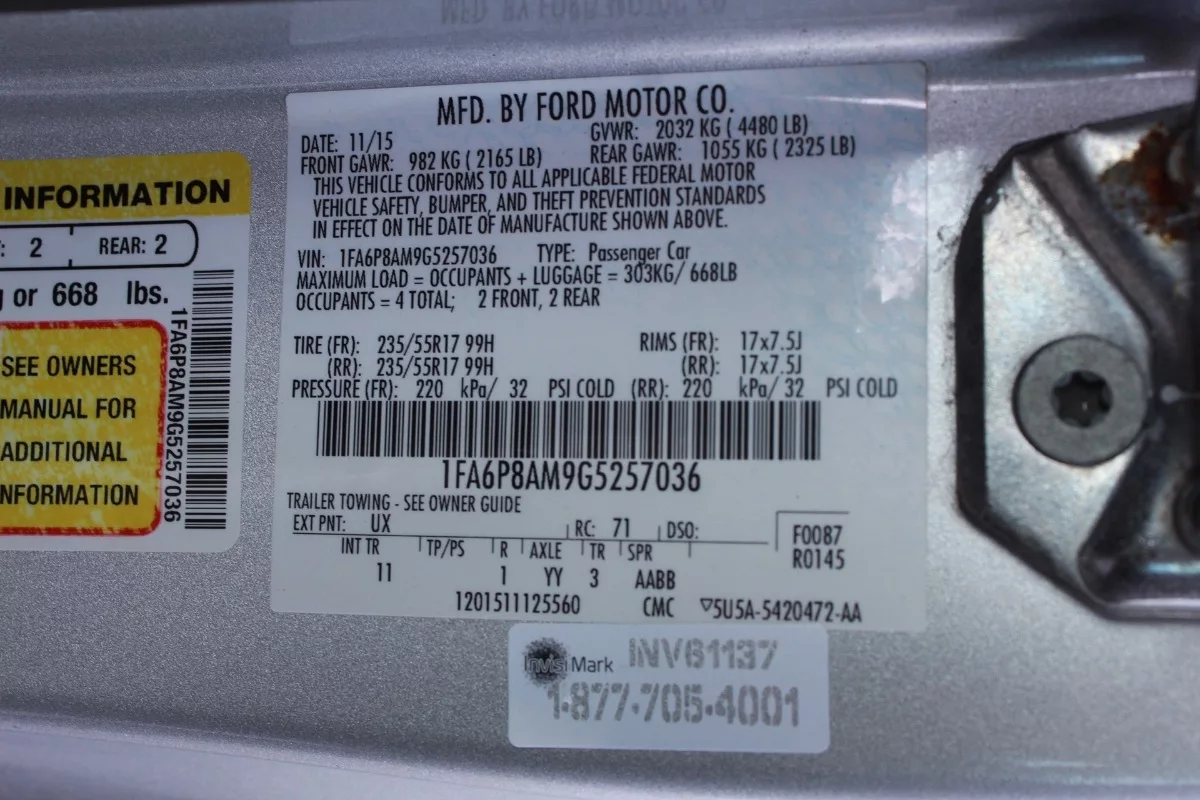 MFD. BY FORD MOTOR CO.
DATE: 11/15 GVWR: 2032 KG ( 4480 LB)
FRONT GAWR: 982 KG ( 2165 LB) REAR GAWR: 1055 KG ( 2325 LB)
THIS VEHICLE CONFORMS TO ALL APPLICABLE FEDERAL MOTOR
VEHICLE SAFETY, BUMPER, AND THEFT PREVENTION STANDARDS
IN EFFECT ON THE DATE OF MANUFACTURE SHOWN ABOVE.
VIN: 1FA6P8AM9G5257036 TYPE: Passenger Car
MAXIMUM LOAD = OCCUPANTS + LUGGAGE = 303KG/ 668LB
OCCUPANTS = 4 TOTAL; 2 FRONT, 2 REAR
TIRE (FR): 235/55R17 99H RIMS (FR): 17x7.5J
(RR): 235/55R17 99H (RR): 17x7.5J
PRESSURE (FR): 220 kPa/ 32 PSI COLD (RR): 220 kPa/ 32 PSI COLD
1FA6P8AM9G5257036
TRAILER TOWING - SEE OWNER GUIDE
EXT PNT: UX RC: 71 DSO:
F0087
R0145
INT TR TP/PS R AXLE TR SPR
11 1 YY 3 AABB
1201511125560 CMC ▽5U5A-5420472-AA
InvisiMark INV61137
1-877-705-4001
INFORMATION
: 2 REAR: 2
or 668 lbs.
SEE OWNERS
MANUAL FOR
ADDITIONAL
NFORMATION
1FA6P8AM9G5257036
MFD. BY FORD MOTOR CO